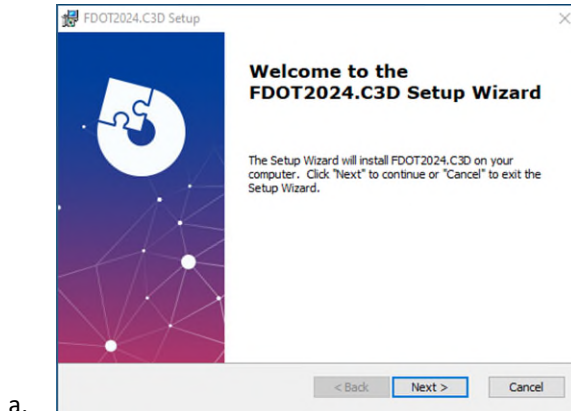 FDOT2024.C3D Setup
Welcome to the
FDOT2024.C3D Setup Wizard
The Setup Wizard will install FDOT2024.C3D on your
computer. Click "Next" to continue or "Cancel" to exit the
Setup Wizard.
< Back Next > Cancel
a.